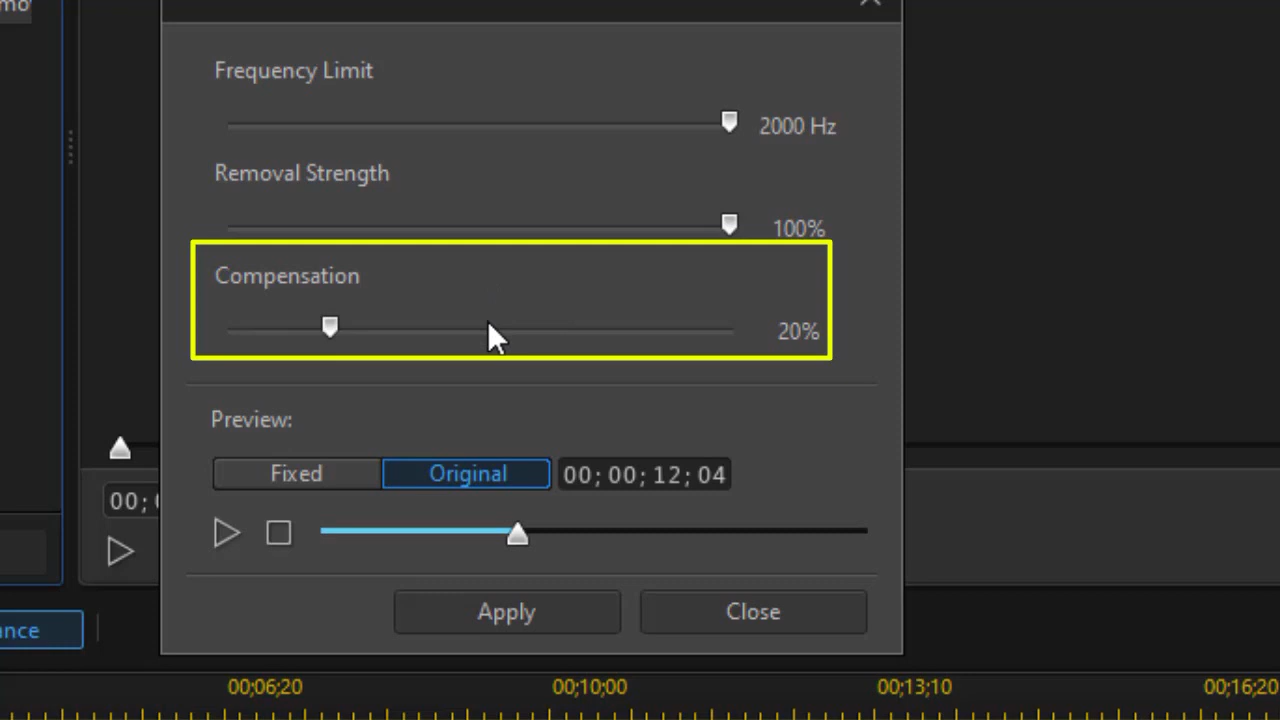 Frequency Limit
2000 Hz
Removal Strength
100%
Compensation
20%
Preview:
Fixed Original 00; 00; 12; 04
Apply Close
00;06;20 00;10;00 00;13;10 00;16;20